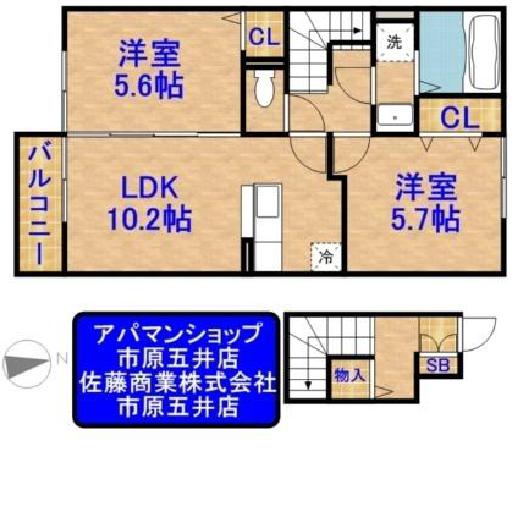 洋室
5.6帖
CL
洗
CL
バルコニー
LDK
10.2帖
洋室
5.7帖
冷
N
アパマンショップ
市原五井店
佐藤商業株式会社
市原五井店
物入
SB